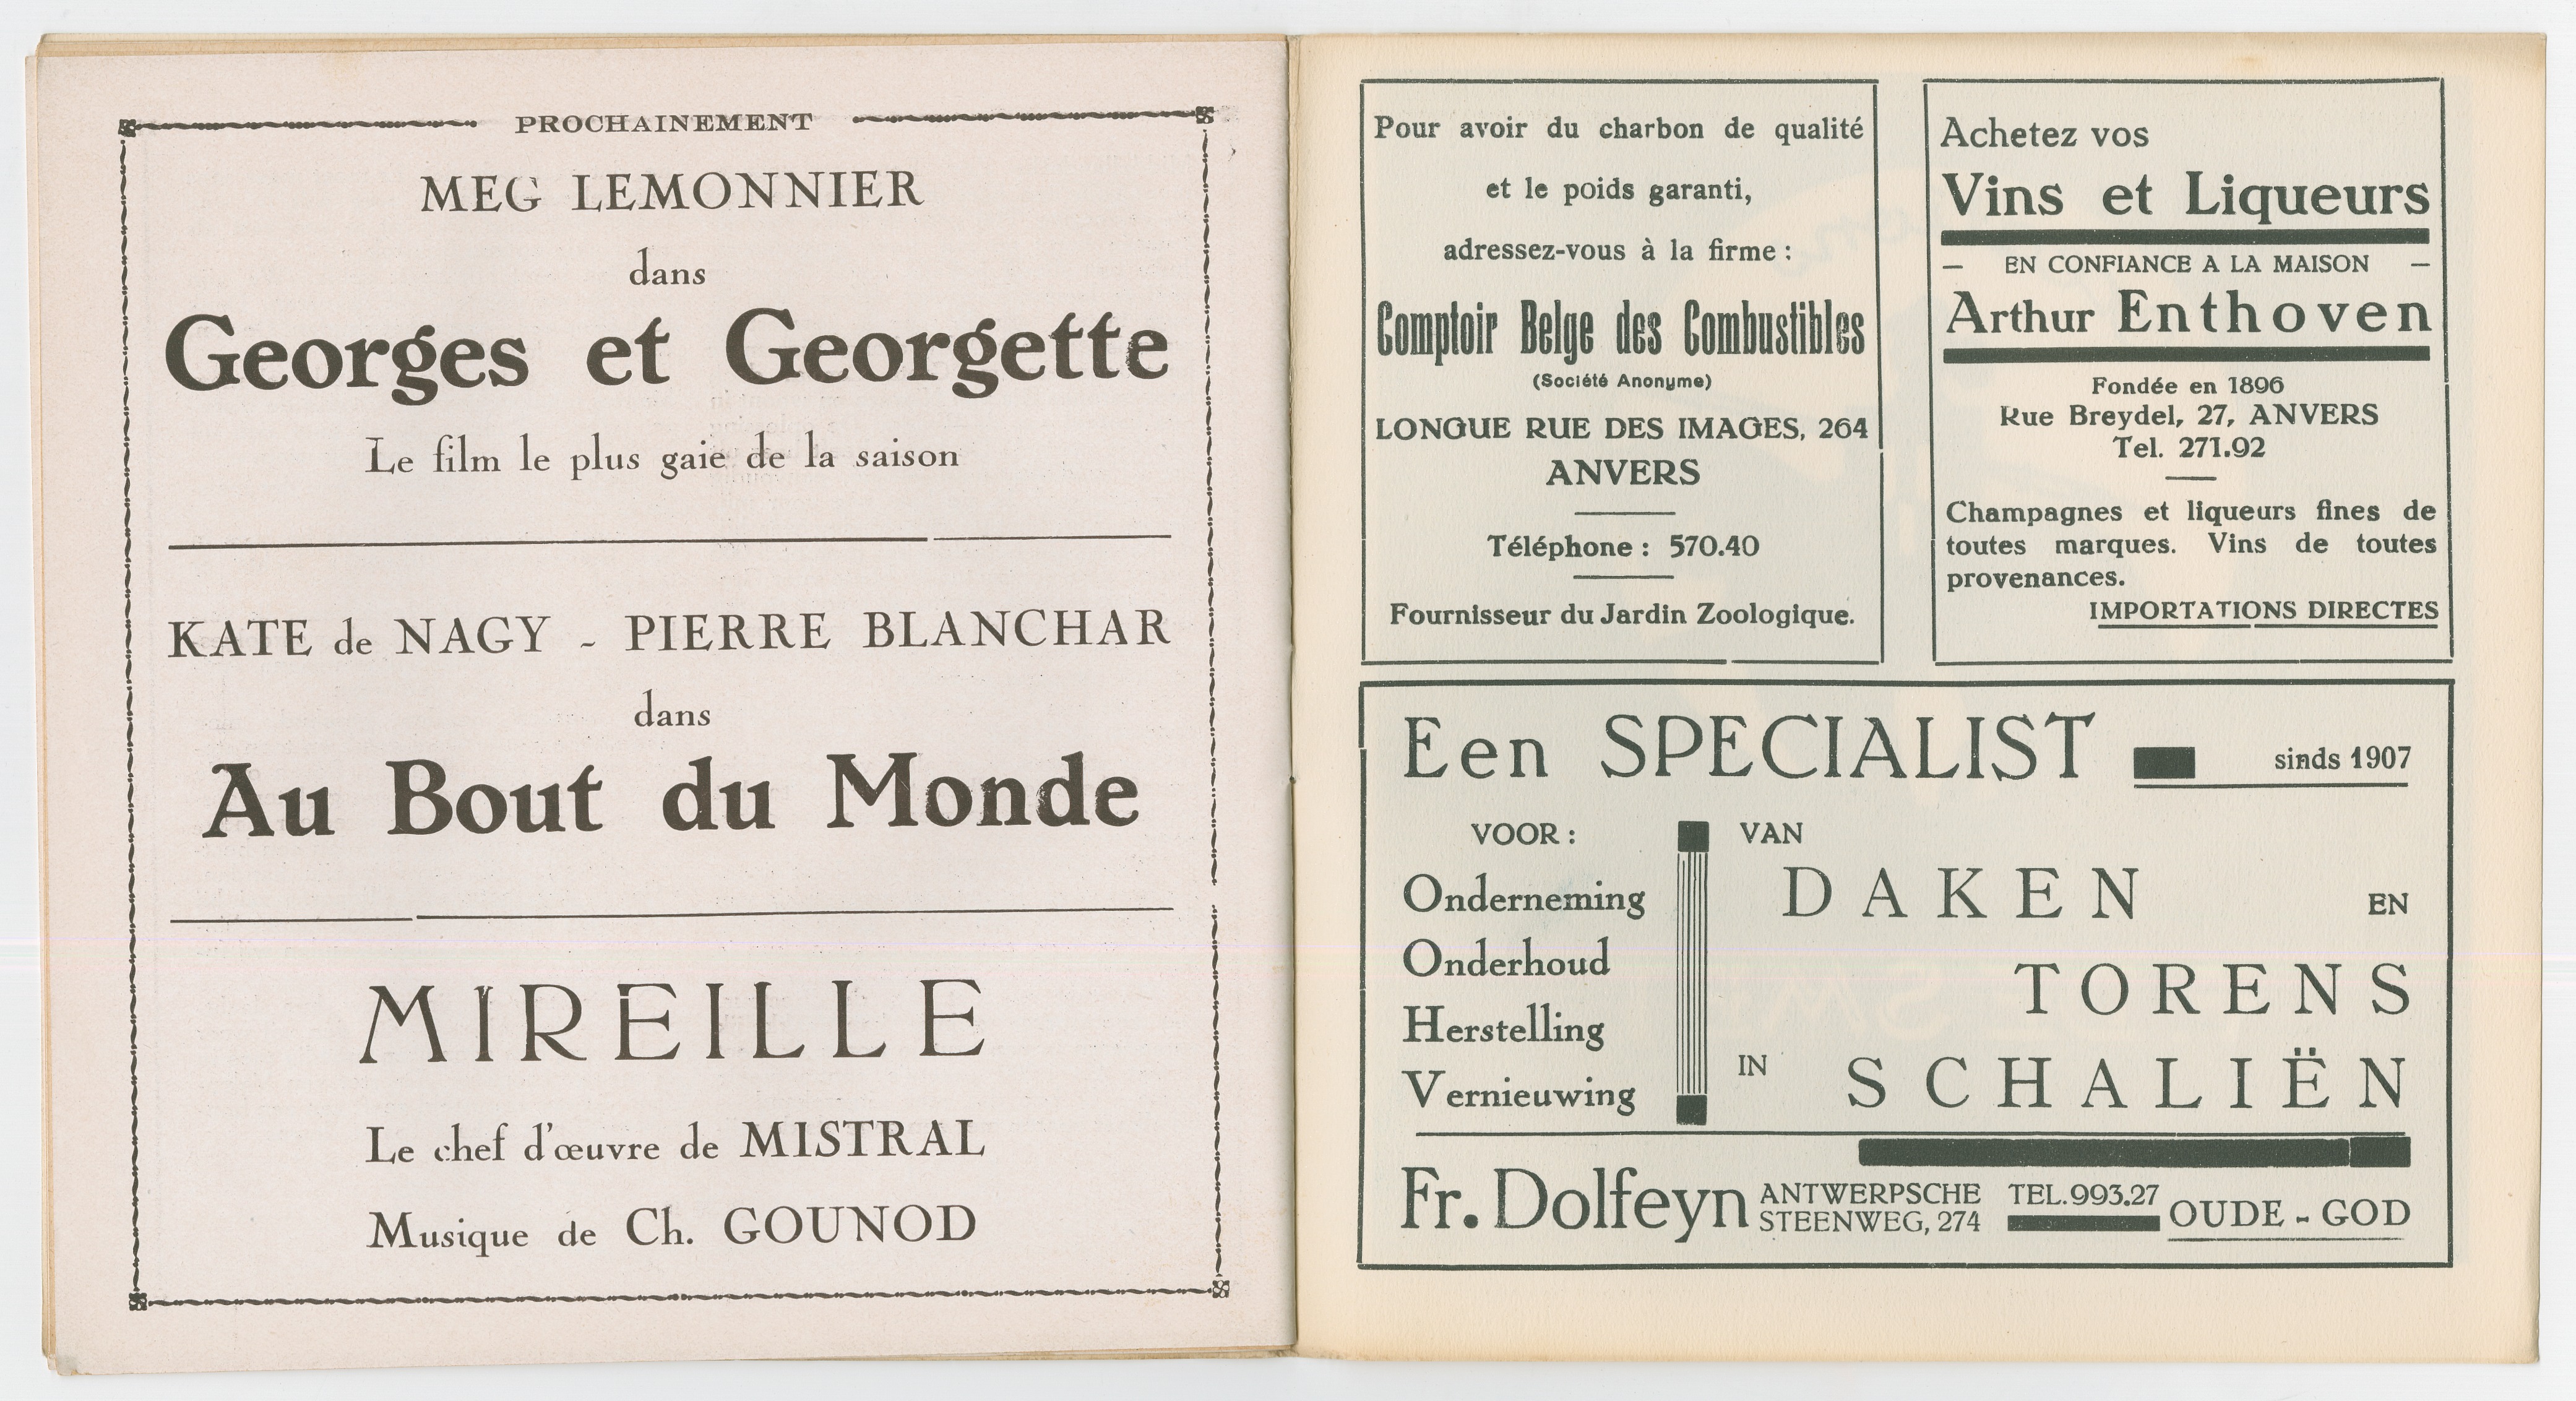 PROCHAINEMENT
MEG LEMONNIER
dans
Georges et Georgette
Le film le plus gaie de la saison
KATE de NAGY - PIERRE BLANCHAR
dans
Au Bout du Monde
MIREILLE
Le chef d'œuvre de MISTRAL
Musique de Ch. GOUNOD
Pour avoir du charbon de qualité
et le poids garanti,
adressez-vous à la firme :
Comptoir Belge des Combustibles
(Société Anonyme)
LONGUE RUE DES IMAGES, 264
ANVERS
Téléphone : 570.40
Fournisseur du Jardin Zoologique.
Achetez vos
Vins et Liqueurs
— EN CONFIANCE A LA MAISON —
Arthur Enthoven
Fondée en 1896
Rue Breydel, 27, ANVERS
Tel. 271.92
Champagnes et liqueurs fines de
toutes marques. Vins de toutes
provenances.
IMPORTATIONS DIRECTES
Een SPECIALIST sinds 1907
VOOR :
Onderneming
Onderhoud
Herstelling
Vernieuwing
VAN
DAKEN EN
TORENS
IN SCHALIËN
Fr. Dolfeyn
ANTWERPSCHE
STEENWEG, 274
TEL. 993.27
OUDE - GOD